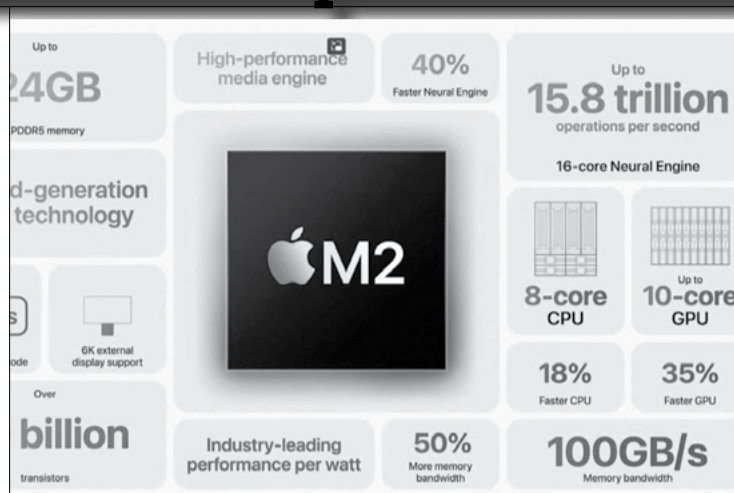 Up to
24GB
LPDDR5 memory
High-performance
media engine
40%
Faster Neural Engine
Up to
15.8 trillion
operations per second
16-core Neural Engine
d-generation
technology
M2
8-core
CPU
Up to
10-core
GPU
S
ode
6K external
display support
18%
Faster CPU
35%
Faster GPU
Over
billion
transistors
Industry-leading
performance per watt
50%
More memory
bandwidth
100GB/s
Memory bandwidth